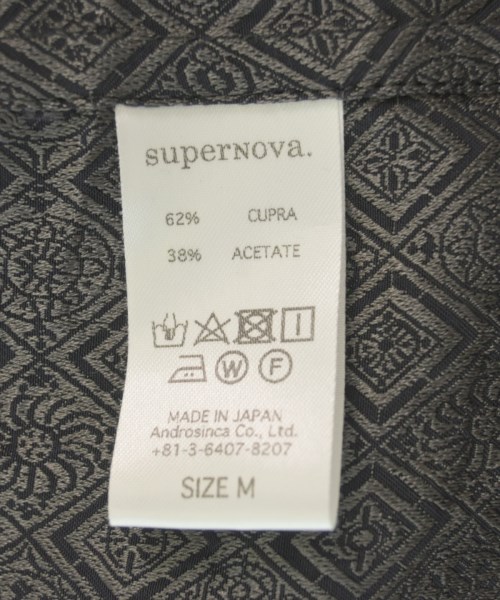 superNova.
62% CUPRA
38% ACETATE
W F
MADE IN JAPAN
Androsinca Co., Ltd.
+81-3-6407-8207
SIZE M